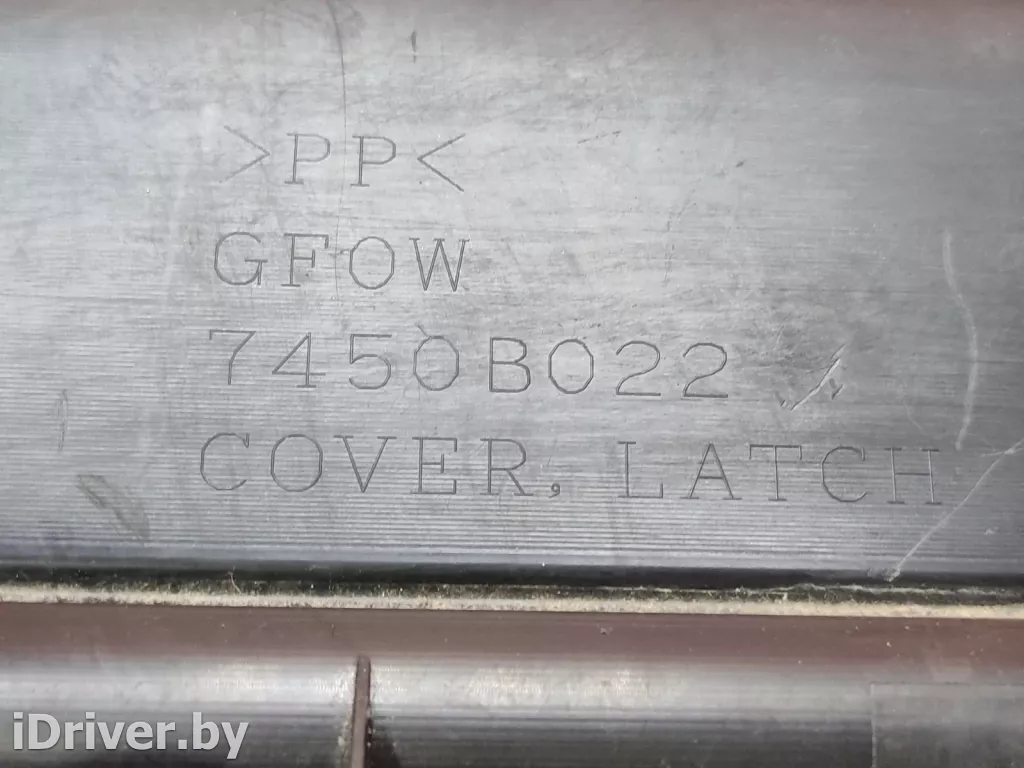 >PP<
GFOW
7450B022
COVER, LATCH
iDriver.by